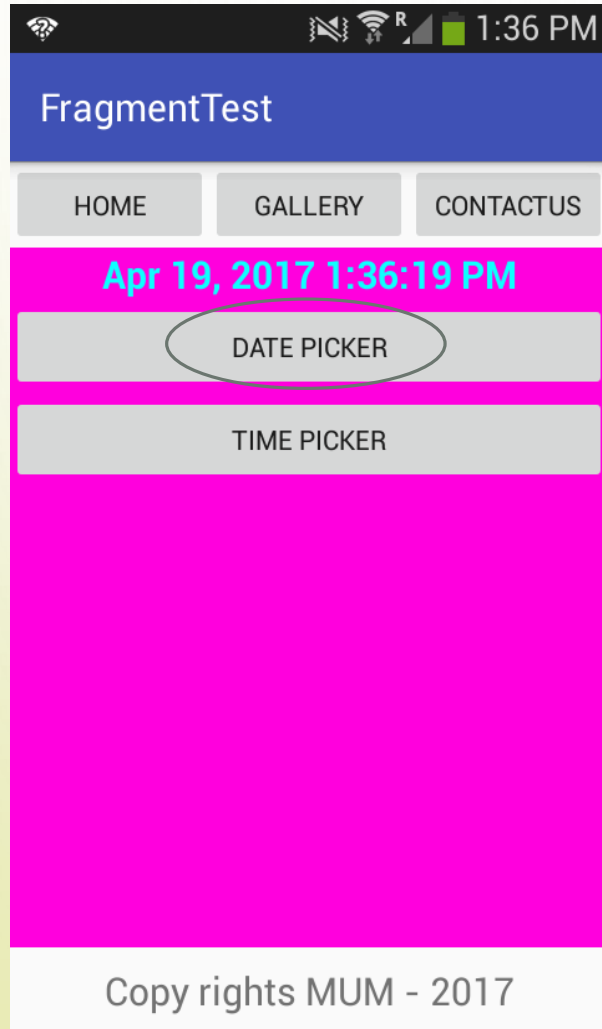 R 1:36 PM
FragmentTest
HOME GALLERY CONTACTUS
Apr 19, 2017 1:36:19 PM
DATE PICKER
TIME PICKER
Copy rights MUM - 2017